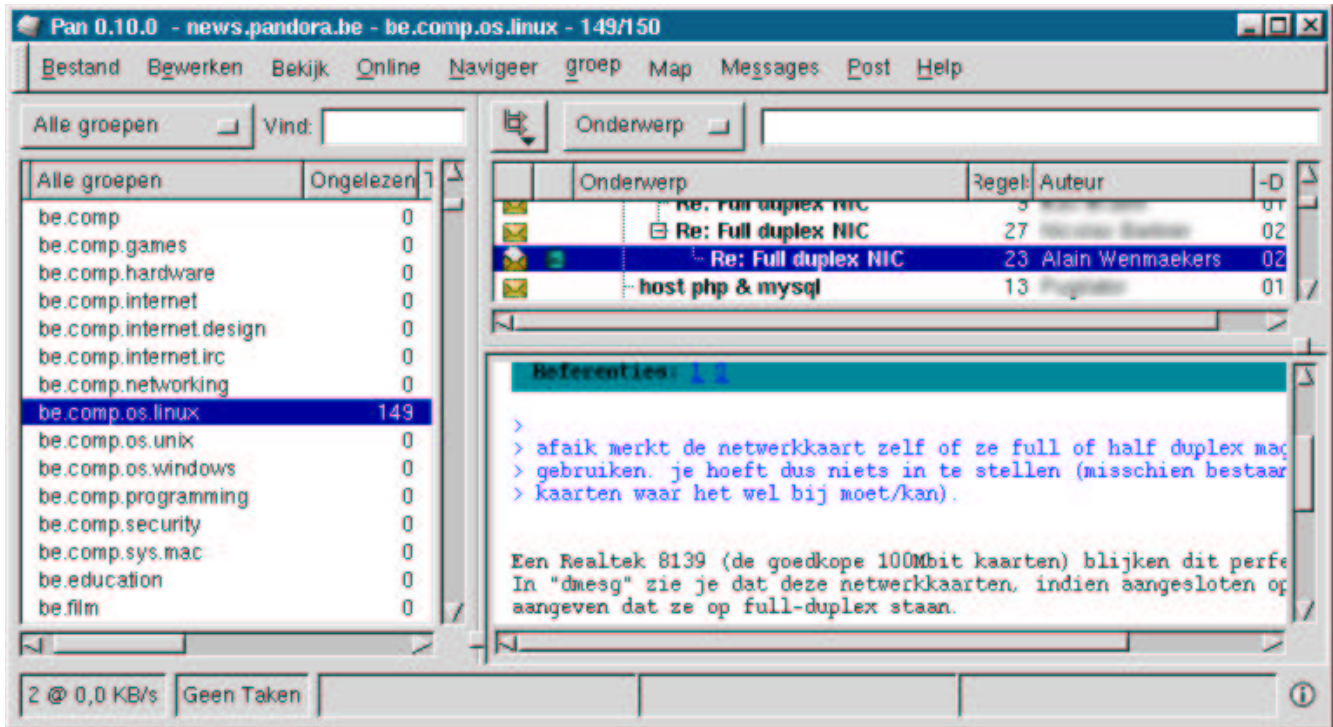 Pan 0.10.0 - news.pandora.be - be.comp.os.linux - 149/150
Bestand Bewerken Bekijk Online Navigeer groep Map Messages Post Help
Alle groepen Vind:
Onderwerp
Alle groepen Ongelezen T
be.comp 0
be.comp.games 0
be.comp.hardware 0
be.comp.internet 0
be.comp.internet.design 0
be.comp.internet.irc 0
be.comp.networking 0
be.comp.os.linux 149
be.comp.os.unix 0
be.comp.os.windows 0
be.comp.programming 0
be.comp.security 0
be.comp.sys.mac 0
be.education 0
be.film 0
Onderwerp Regel: Auteur -D
Re: Full duplex NIC 01
Re: Full duplex NIC 27 02
Re: Full duplex NIC 23 Alain Wenmaekers 02
host php & mysql 13 01
Referenties: 1 2
>
> afaik merkt de netwerkkaart zelf of ze full of half duplex mag
> gebruiken. je hoeft dus niets in te stellen (misschien bestaan
> kaarten waar het wel bij moet/kan).
Een Realtek 8139 (de goedkope 100Mbit kaarten) blijken dit perfe
In "dmesg" zie je dat deze netwerkkaarten, indien aangesloten op
aangeven dat ze op full-duplex staan.
2 @ 0,0 KB/s Geen Taken